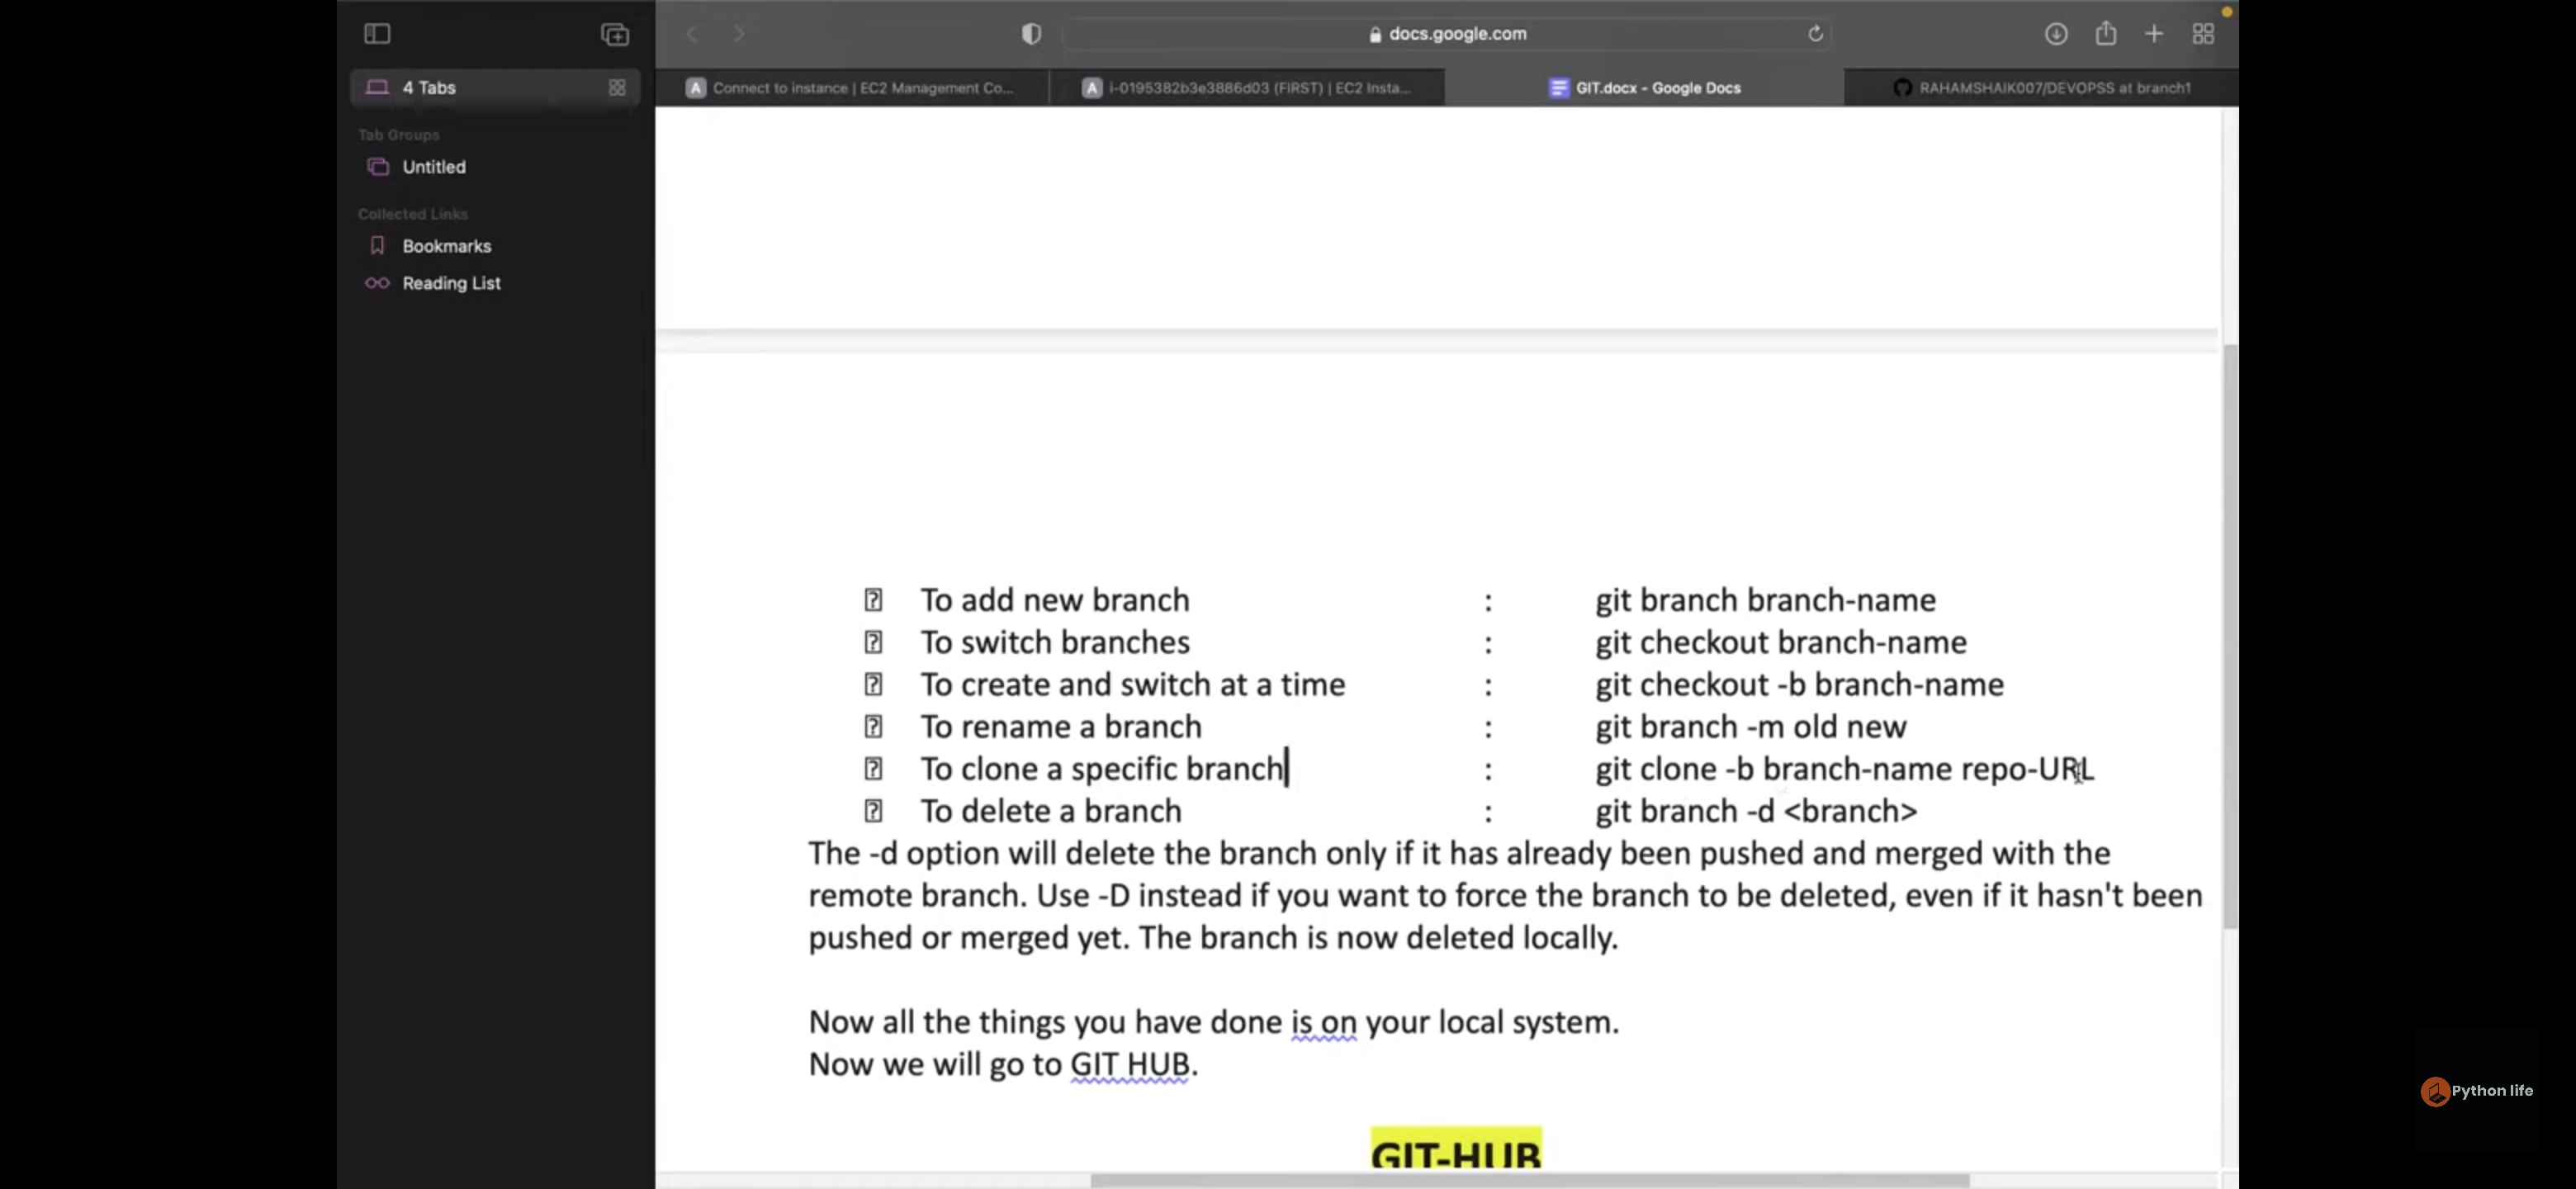 4 Tabs
Tab Groups
Untitled
Collected Links
Bookmarks
Reading List
docs.google.com
Connect to instance | EC2 Management Co...
i-0195382b3e3886d03 (FIRST) | EC2 Insta...
GIT.docx - Google Docs
RAHAMSHAIK007/DEVOPSS at branch1
To add new branch : git branch branch-name
To switch branches : git checkout branch-name
To create and switch at a time : git checkout -b branch-name
To rename a branch : git branch -m old new
To clone a specific branch : git clone -b branch-name repo-URL
To delete a branch : git branch -d <branch>
The -d option will delete the branch only if it has already been pushed and merged with the
remote branch. Use -D instead if you want to force the branch to be deleted, even if it hasn't been
pushed or merged yet. The branch is now deleted locally.
Now all the things you have done is on your local system.
Now we will go to GIT HUB.
GIT-HUB
Python life